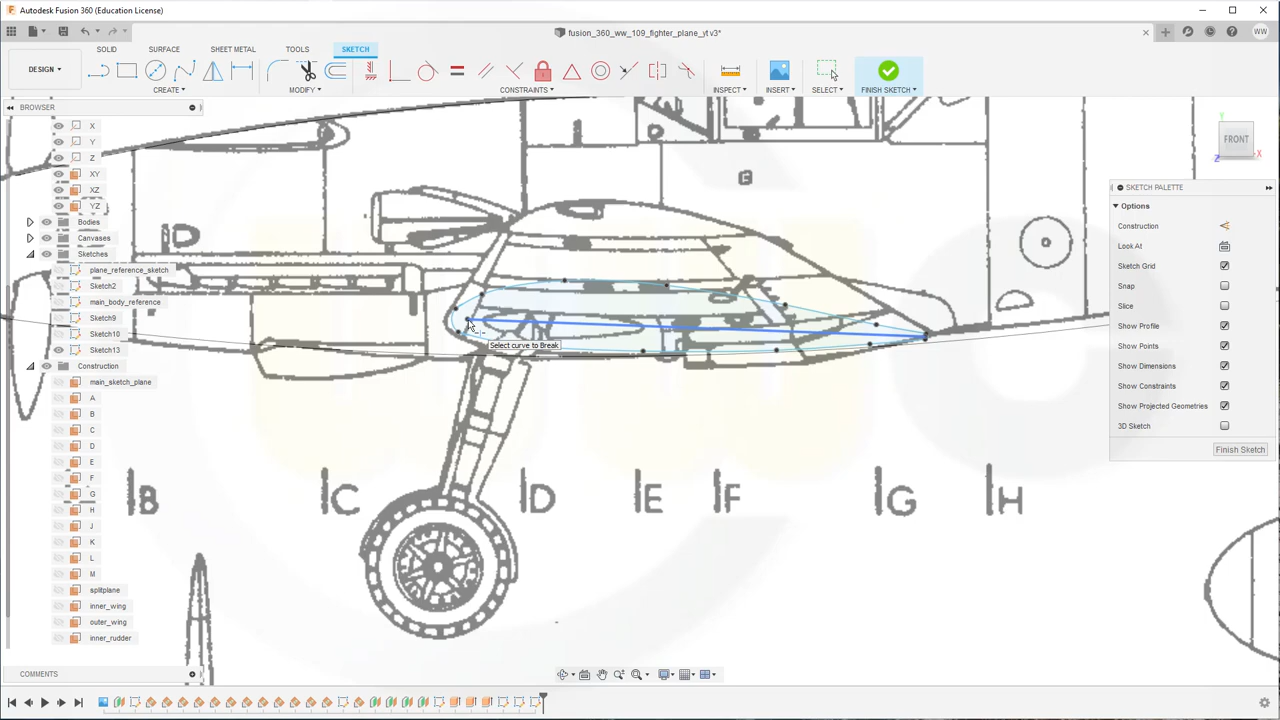 Autodesk Fusion 360 (Education License)
fusion_360_ww_109_fighter_plane_yt v3*
WW
DESIGN
SOLID SURFACE SHEET METAL TOOLS SKETCH
CREATE MODIFY CONSTRAINTS INSPECT INSERT SELECT FINISH SKETCH
BROWSER
X
Y
Z
XY
XZ
YZ
Bodies
Canvases
Sketches
plane_reference_sketch
Sketch2
main_body_reference
Sketch9
Sketch10
Sketch13
Construction
main_sketch_plane
A
B
C
D
E
F
G
H
J
K
L
M
splitplane
inner_wing
outer_wing
inner_rudder
COMMENTS
Select curve to Break
B C D E F G H
Y
FRONT
Z X
SKETCH PALETTE
Options
Construction
Look At
Sketch Grid
Snap
Slice
Show Profile
Show Points
Show Dimensions
Show Constraints
Show Projected Geometries
3D Sketch
Finish Sketch